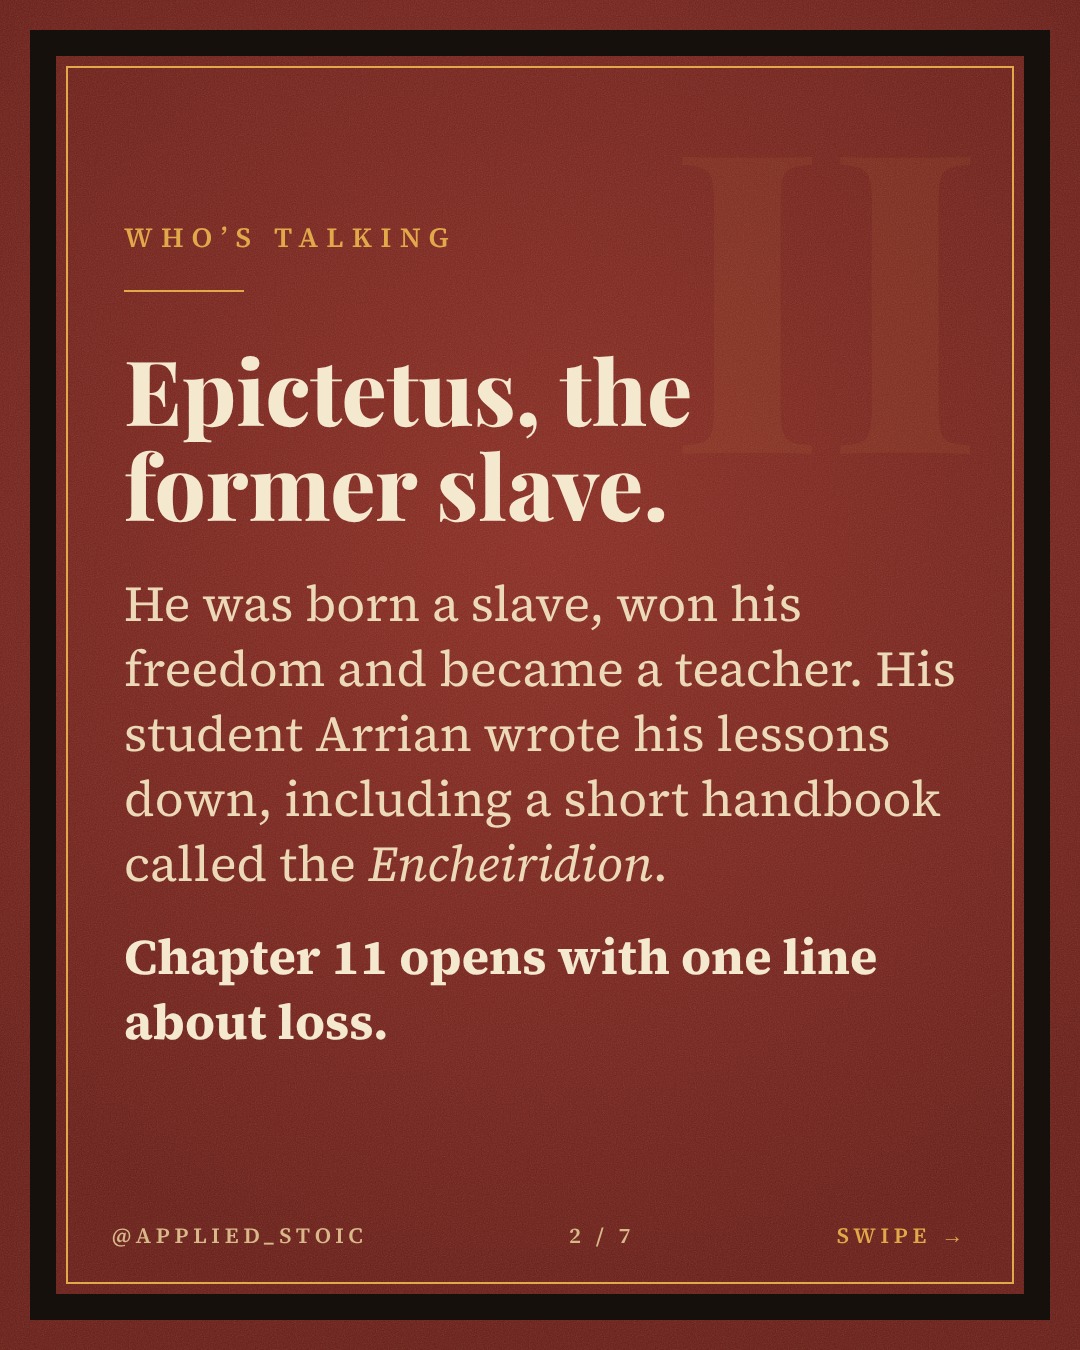 II
WHO’S TALKING
Epictetus, the
former slave.
He was born a slave, won his
freedom and became a teacher. His
student Arrian wrote his lessons
down, including a short handbook
called the Encheiridion.
Chapter 11 opens with one line
about loss.
@APPLIED_STOIC
2 / 7
SWIPE →